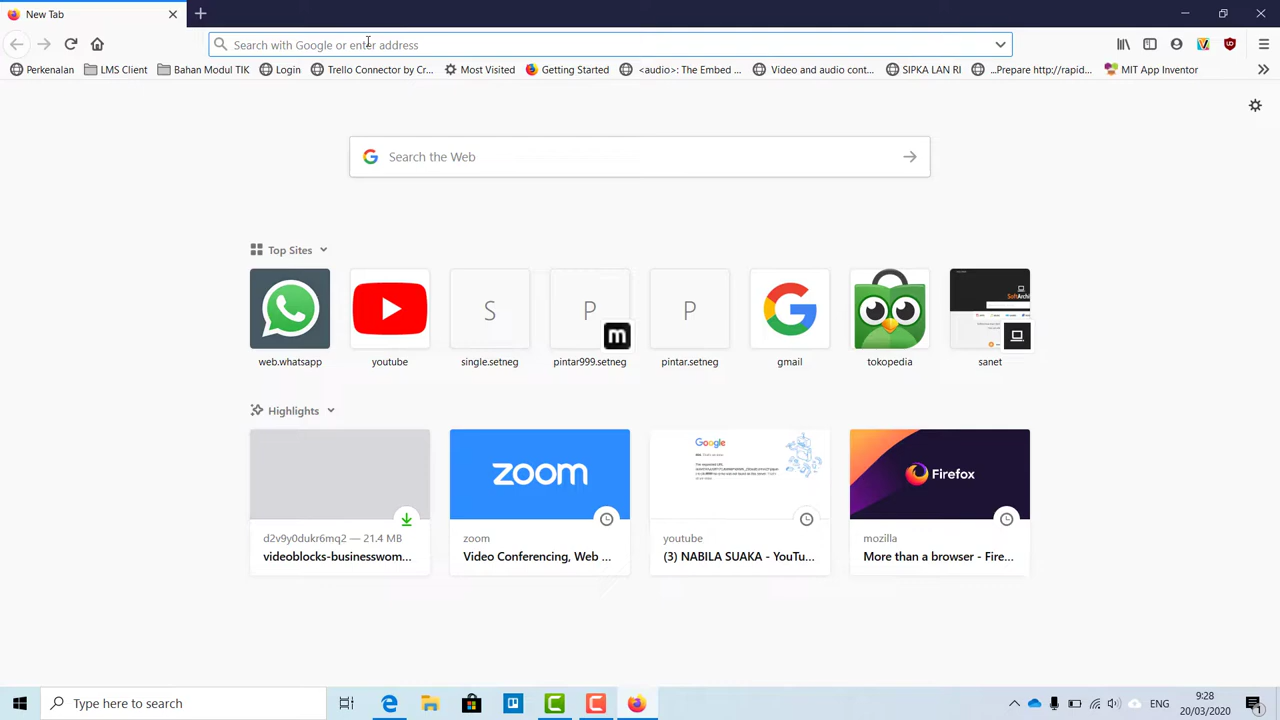 New Tab
Search with Google or enter address
Perkenalan
LMS Client
Bahan Modul TIK
Login
Trello Connector by Cr...
Most Visited
Getting Started
<audio>: The Embed ...
Video and audio cont...
SIPKA LAN RI
...Prepare http://rapid...
MIT App Inventor
Search the Web
Top Sites
S
P
m
P
SoftArchi
web.whatsapp
youtube
single.setneg
pintar999.setneg
pintar.setneg
gmail
tokopedia
sanet
Highlights
zoom
Google
Firefox
d2v9y0dukr6mq2 — 21.4 MB
videoblocks-businesswom...
zoom
Video Conferencing, Web ...
youtube
(3) NABILA SUAKA - YouTu...
mozilla
More than a browser - Fire...
Type here to search
ENG
9:28
20/03/2020